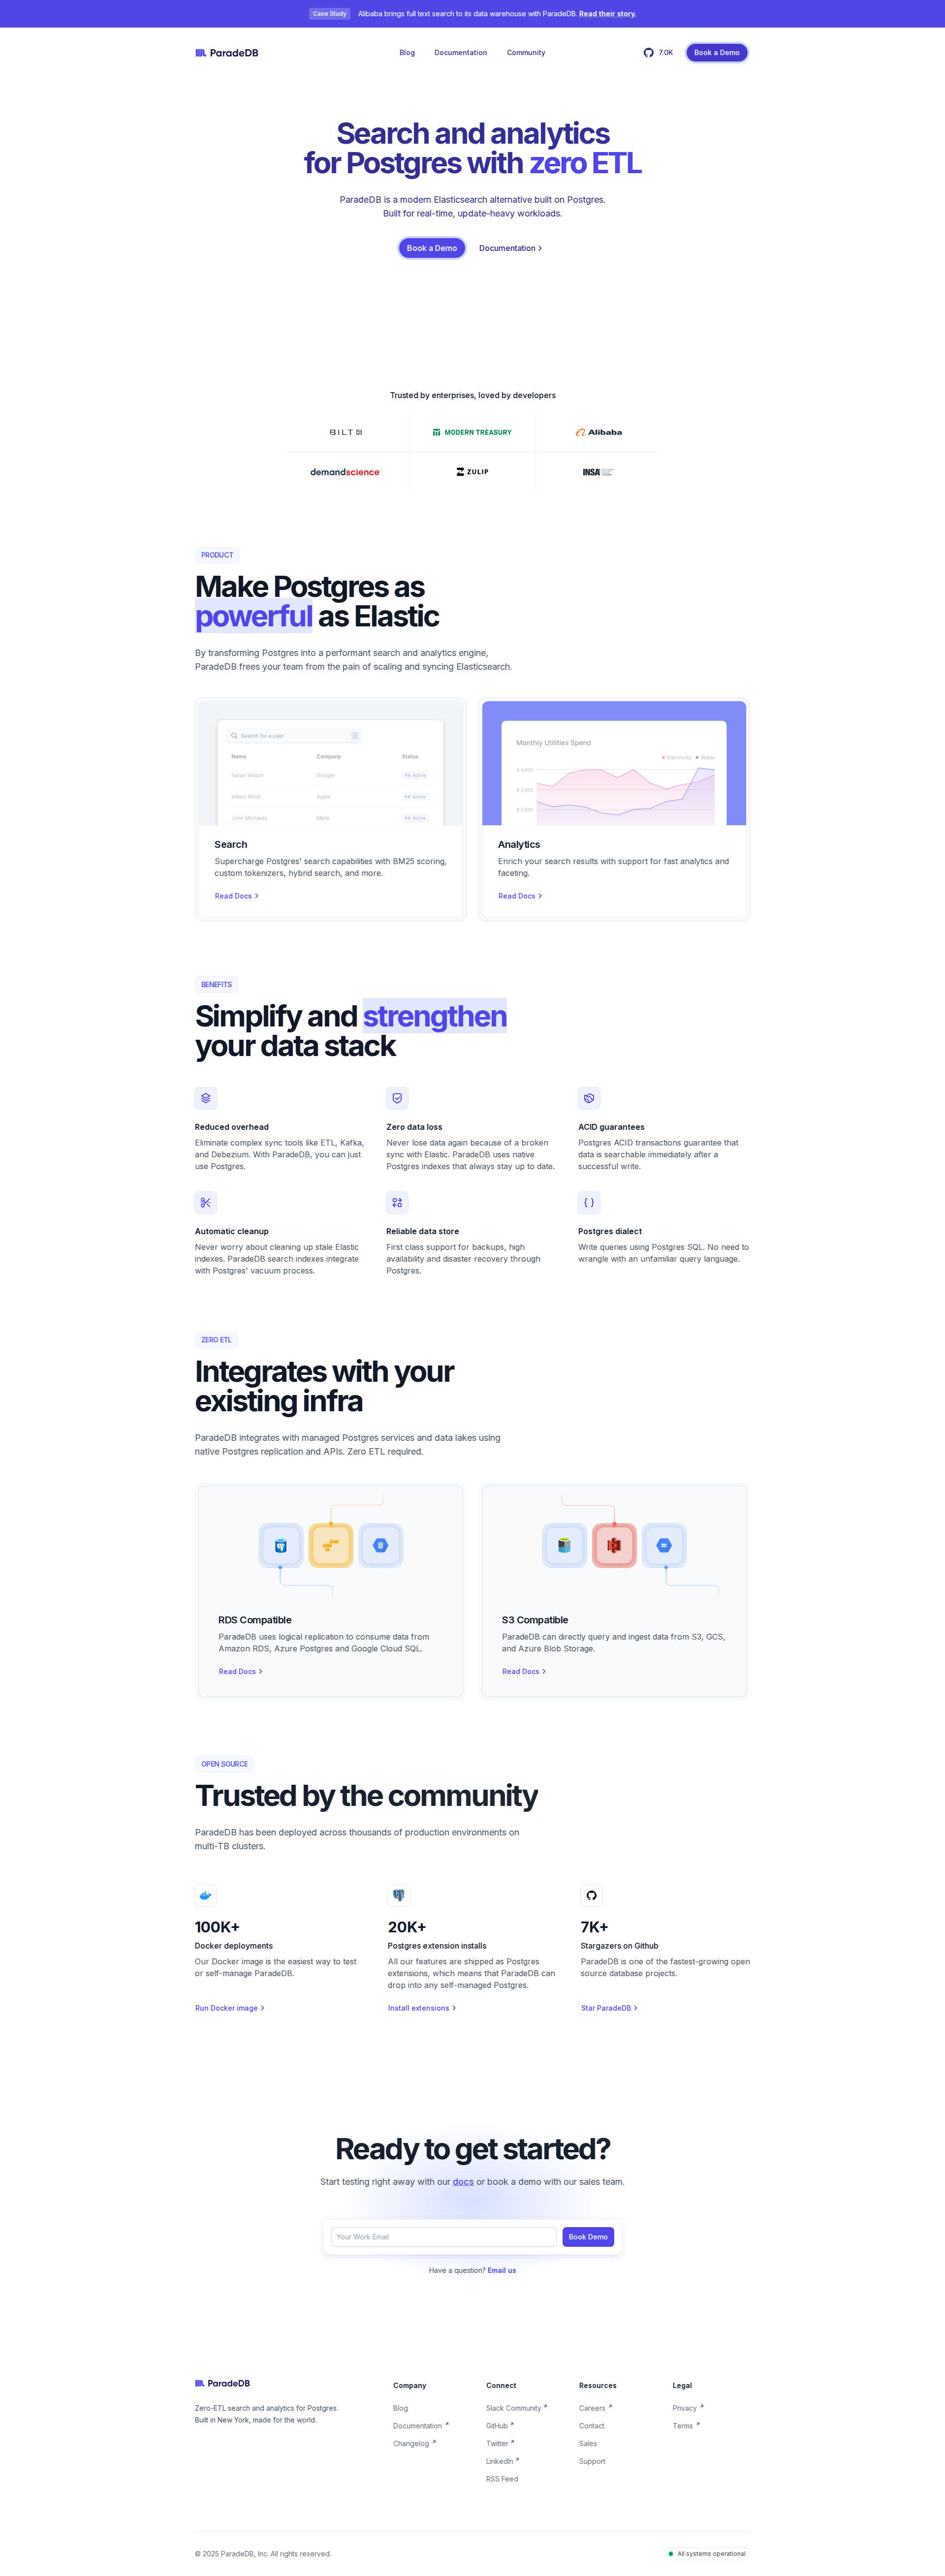 Case Study Alibaba brings full text search to its data warehouse with ParadeDB. Read their story.
ParadeDB Blog Documentation Community 7.0K Book a Demo
Search and analytics
for Postgres with zero ETL
ParadeDB is a modern Elasticsearch alternative built on Postgres.
Built for real-time, update-heavy workloads.
Book a Demo Documentation
Trusted by enterprises, loved by developers
BILT MODERN TREASURY Alibaba
demandscience ZULIP INSA
PRODUCT
Make Postgres as
powerful as Elastic
By transforming Postgres into a performant search and analytics engine,
ParadeDB frees your team from the pain of scaling and syncing Elasticsearch.
Search for a user /
Name Company Status
Sarah Wilson Google Active
Albert Bloit Apple Active
John Michaelis Meta Active
Search
Supercharge Postgres' search capabilities with BM25 scoring,
custom tokenizers, hybrid search, and more.
Read Docs
Monthly Utilities Spend
Electricity Water
$ 4,000
$ 3,000
$ 2,000
Analytics
Enrich your search results with support for fast analytics and
faceting.
Read Docs
BENEFITS
Simplify and strengthen
your data stack
Reduced overhead
Eliminate complex sync tools like ETL, Kafka,
and Debezium. With ParadeDB, you can just
use Postgres.
Zero data loss
Never lose data again because of a broken
sync with Elastic. ParadeDB uses native
Postgres indexes that always stay up to date.
ACID guarantees
Postgres ACID transactions guarantee that
data is searchable immediately after a
successful write.
Automatic cleanup
Never worry about cleaning up stale Elastic
indexes. ParadeDB search indexes integrate
with Postgres' vacuum process.
Reliable data store
First class support for backups, high
availability and disaster recovery through
Postgres.
Postgres dialect
Write queries using Postgres SQL. No need to
wrangle with an unfamiliar query language.
ZERO ETL
Integrates with your
existing infra
ParadeDB integrates with managed Postgres services and data lakes using
native Postgres replication and APIs. Zero ETL required.
RDS Compatible
ParadeDB uses logical replication to consume data from
Amazon RDS, Azure Postgres and Google Cloud SQL.
Read Docs
S3 Compatible
ParadeDB can directly query and ingest data from S3, GCS,
and Azure Blob Storage.
Read Docs
OPEN SOURCE
Trusted by the community
ParadeDB has been deployed across thousands of production environments on
multi-TB clusters.
100K+
Docker deployments
Our Docker image is the easiest way to test
or self-manage ParadeDB.
Run Docker image
20K+
Postgres extension installs
All our features are shipped as Postgres
extensions, which means that ParadeDB can
drop into any self-managed Postgres.
Install extensions
7K+
Stargazers on Github
ParadeDB is one of the fastest-growing open
source database projects.
Star ParadeDB
Ready to get started?
Start testing right away with our docs or book a demo with our sales team.
Your Work Email Book Demo
Have a question? Email us
ParadeDB
Zero-ETL search and analytics for Postgres.
Built in New York, made for the world.
Company
Blog
Documentation
Changelog
Connect
Slack Community
GitHub
Twitter
LinkedIn
RSS Feed
Resources
Careers
Contact
Sales
Support
Legal
Privacy
Terms
© 2025 ParadeDB, Inc. All rights reserved.
All systems operational